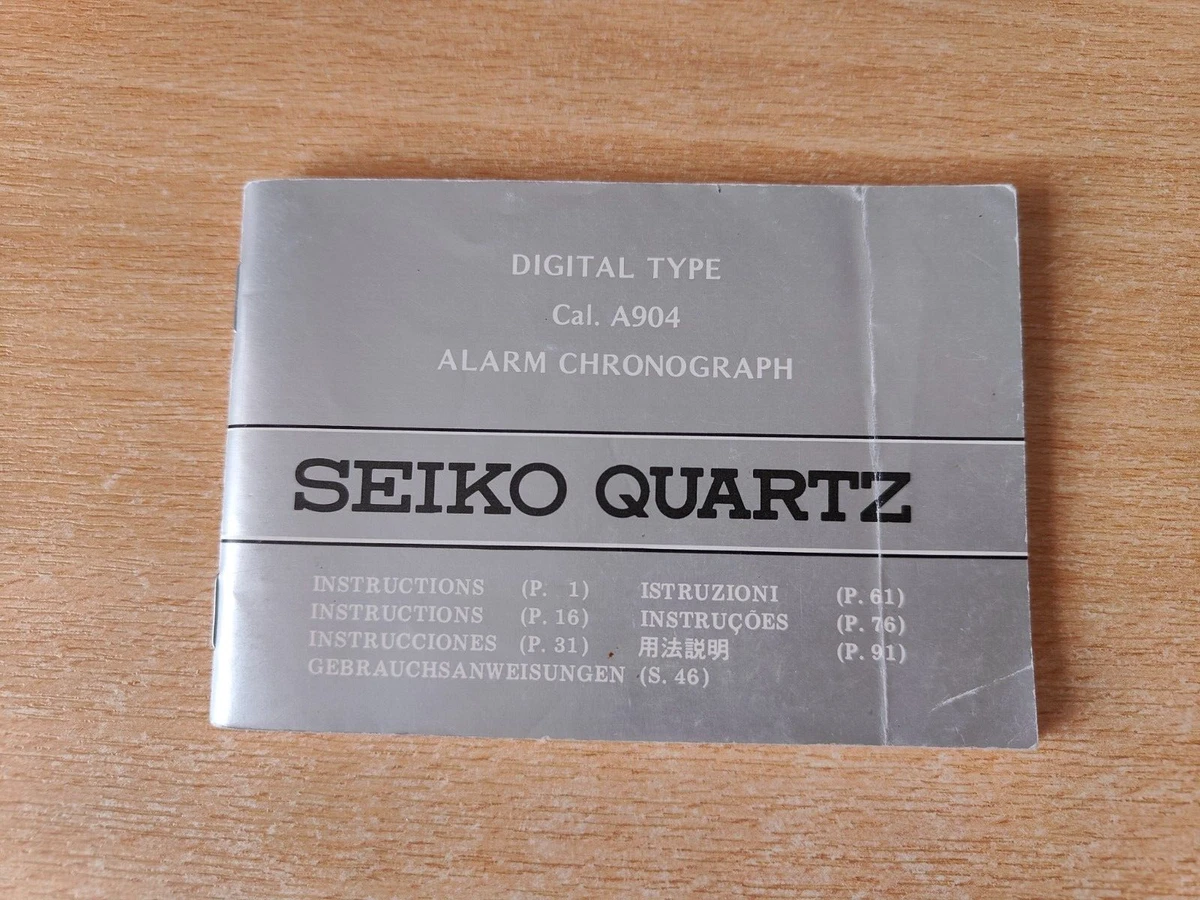 DIGITAL TYPE
Cal. A904
ALARM CHRONOGRAPH
SEIKO QUARTZ
INSTRUCTIONS (P. 1)
INSTRUCTIONS (P. 16)
INSTRUCCIONES (P. 31)
GEBRAUCHSANWEISUNGEN (S. 46)
ISTRUZIONI (P. 61)
INSTRUÇÕES (P. 76)
用法説明 (P. 91)